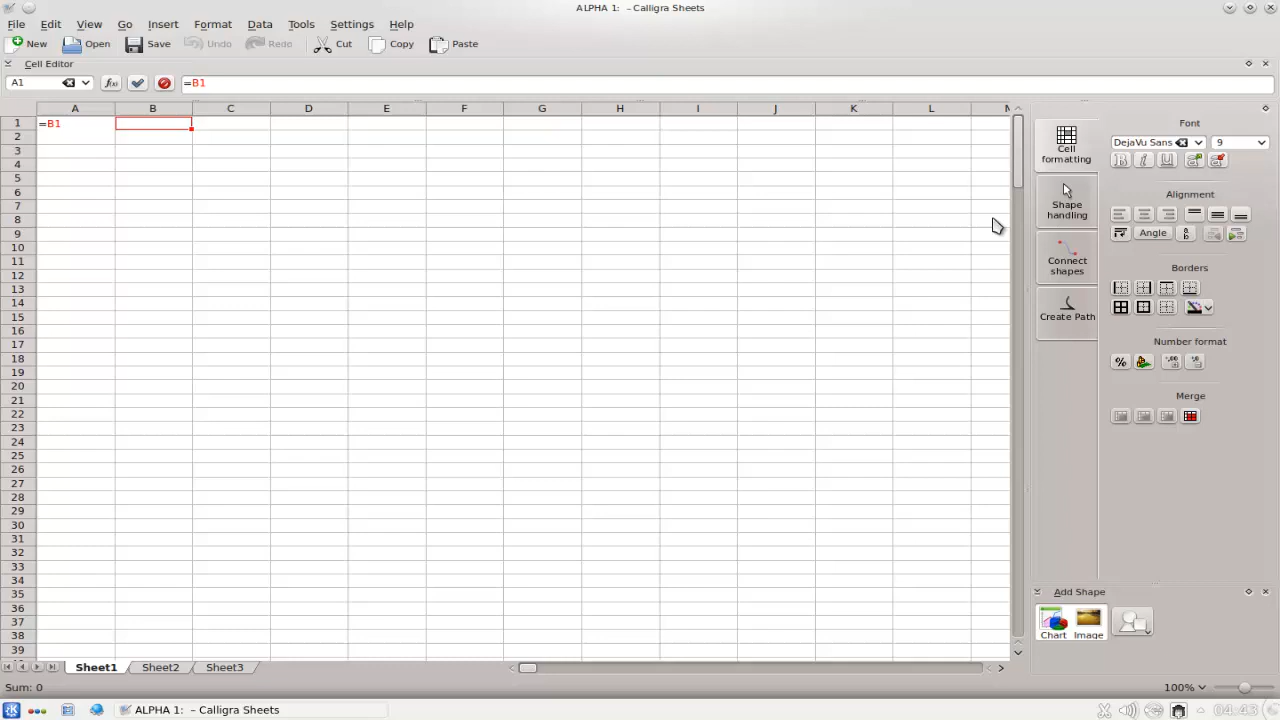 ALPHA 1:  – Calligra Sheets
File Edit View Go Insert Format Data Tools Settings Help
New Open Save Undo Redo Cut Copy Paste
Cell Editor
A1 f(x) =B1
A B C D E F G H I J K L M
1 =B1
2
3
4
5
6
7
8
9
10
11
12
13
14
15
16
17
18
19
20
21
22
23
24
25
26
27
28
29
30
31
32
33
34
35
36
37
38
39
Cell
formatting
Shape
handling
Connect
shapes
Create Path
Font
DejaVu Sans 9
Alignment
Angle
Borders
Number format
%
Merge
Add Shape
Chart Image
Sheet1 Sheet2 Sheet3
Sum: 0
100%
ALPHA 1:  – Calligra Sheets
04:43